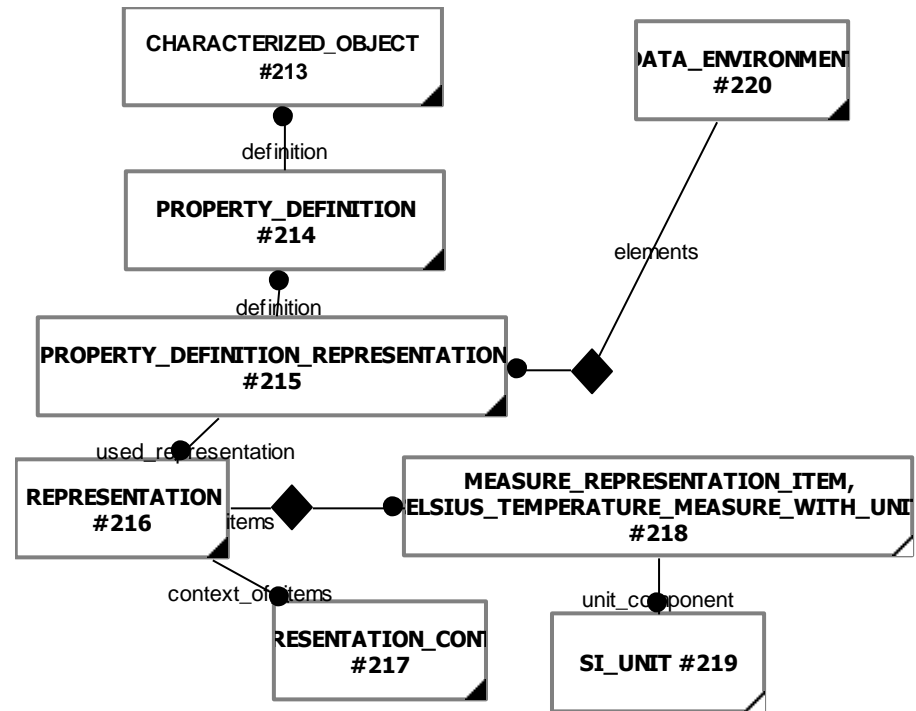 CHARACTERIZED_OBJECT
#213
DATA_ENVIRONMENT
#220
definition
PROPERTY_DEFINITION
#214
elements
definition
PROPERTY_DEFINITION_REPRESENTATION
#215
used_representation
MEASURE_REPRESENTATION_ITEM,
ELSIUS_TEMPERATURE_MEASURE_WITH_UNIT
#218
REPRESENTATION
#216
items
context_of_items
unit_component
RESENTATION_CONT
#217
SI_UNIT #219